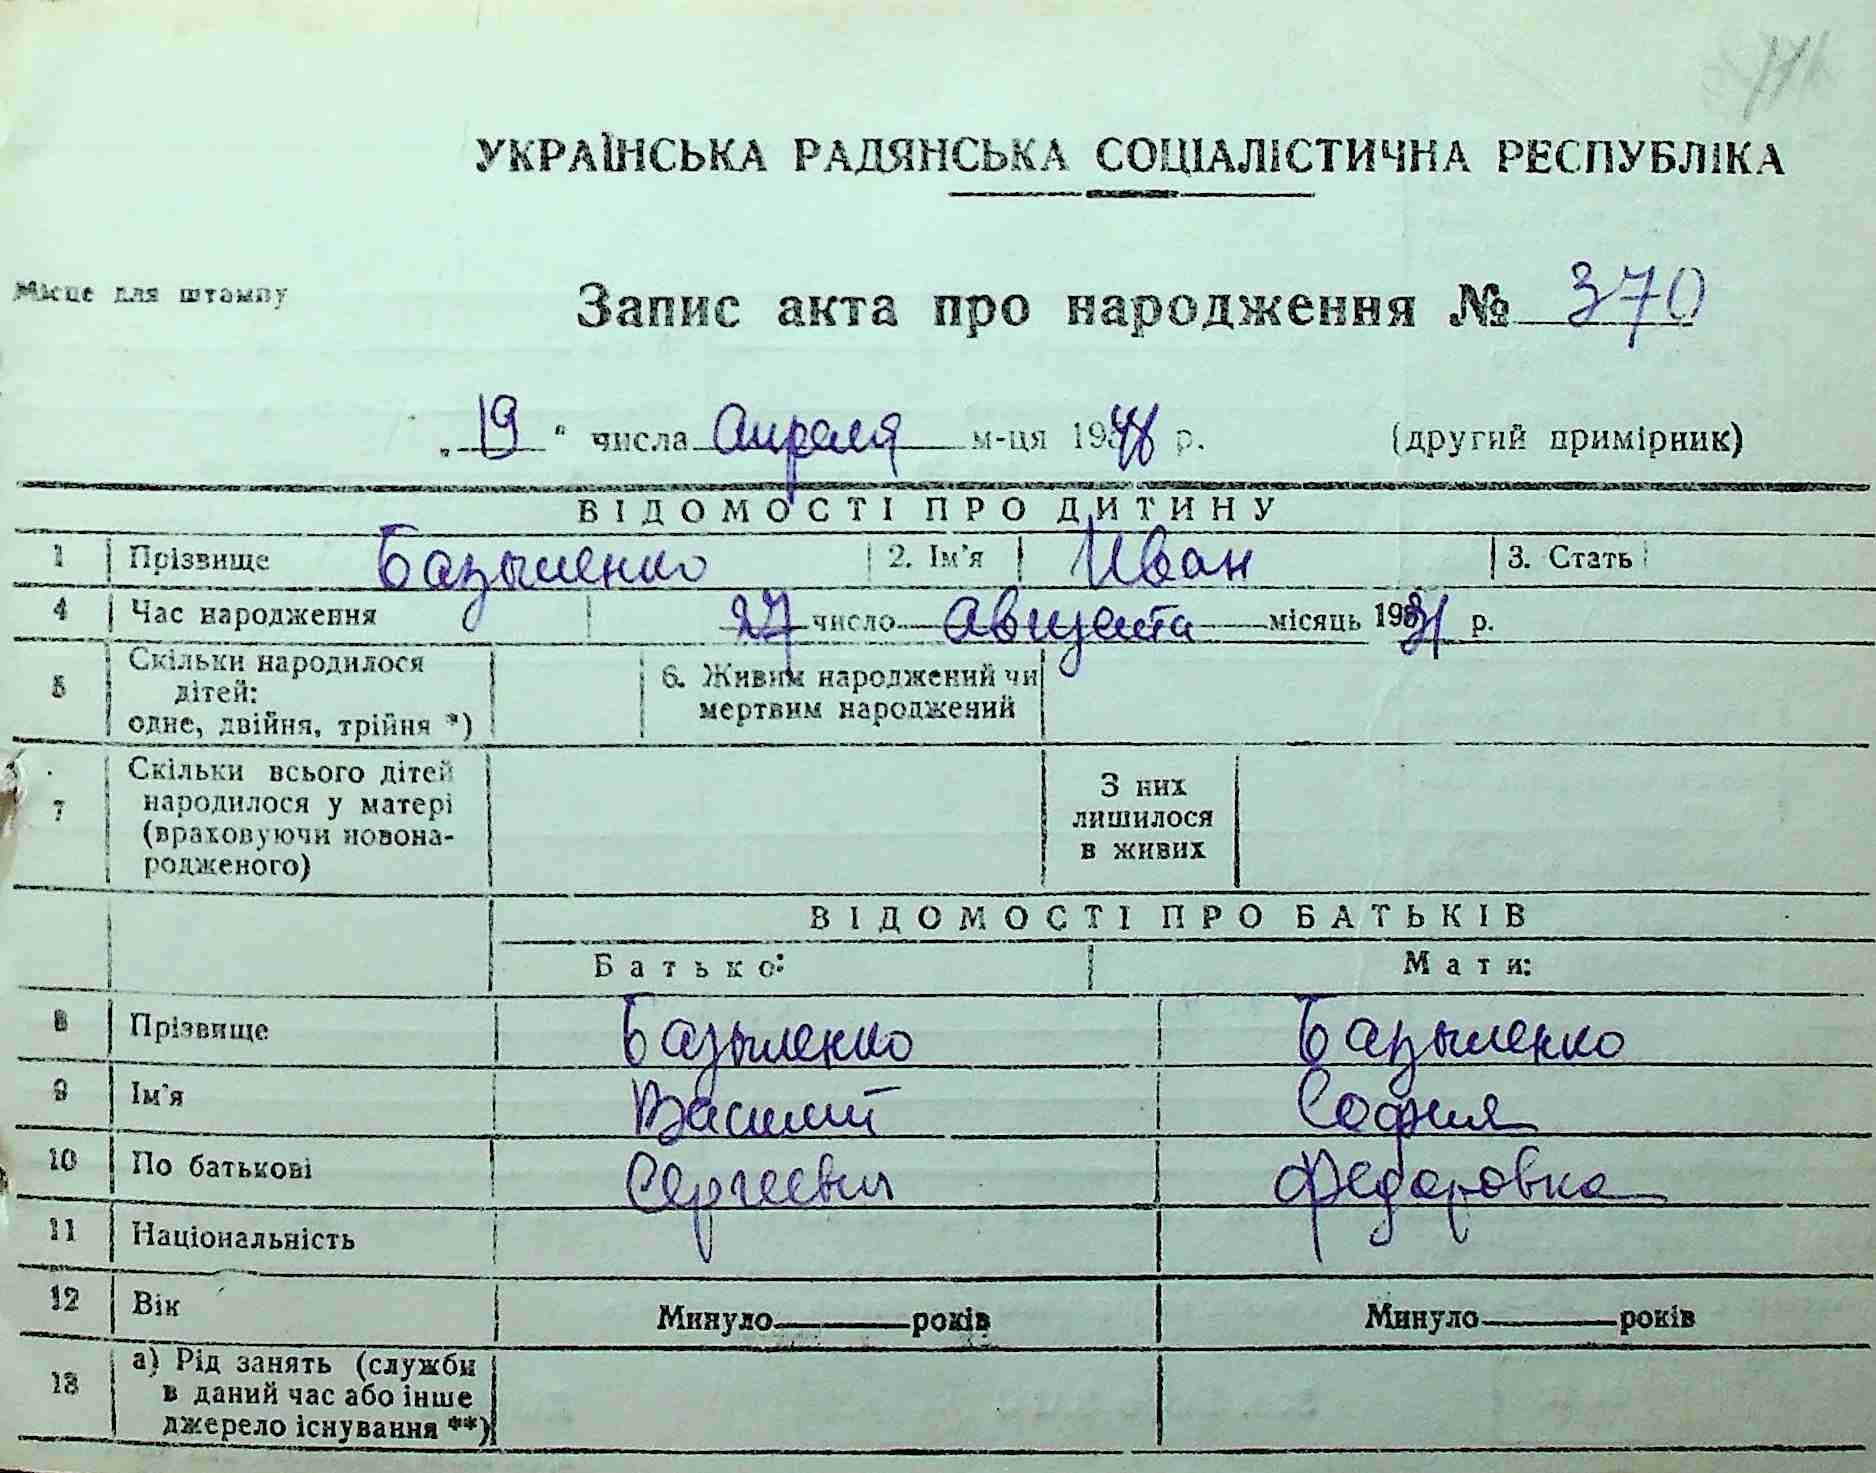 УКРАЇНСЬКА РАДЯНСЬКА СОЦІАЛІСТИЧНА РЕСПУБЛІКА
Місце для штампу
Запис акта про народження № 370
„ 19 “ числа Апреля м-ця 1948 р. (другий примірник)
ВІДОМОСТІ ПРО ДИТИНУ
1 Прізвище Базыленко 2. Ім'я Иван 3. Стать
4 Час народження 27 число Августа місяць 1931 р.
5 Скільки народилося дітей: одне, двійня, трійня *) 6. Живим народжений чи мертвим народжений
7 Скільки всього дітей народилося у матері (враховуючи новонародженого) З них лишилося в живих
ВІДОМОСТІ ПРО БАТЬКІВ
Батько: Мати:
8 Прізвище Базыленко Базыленко
9 Ім'я Василий София
10 По батькові Сергеевич Федоровна
11 Національність
12 Вік Минуло років Минуло років
13 а) Рід занять (служби в даний час або інше джерело існування **)